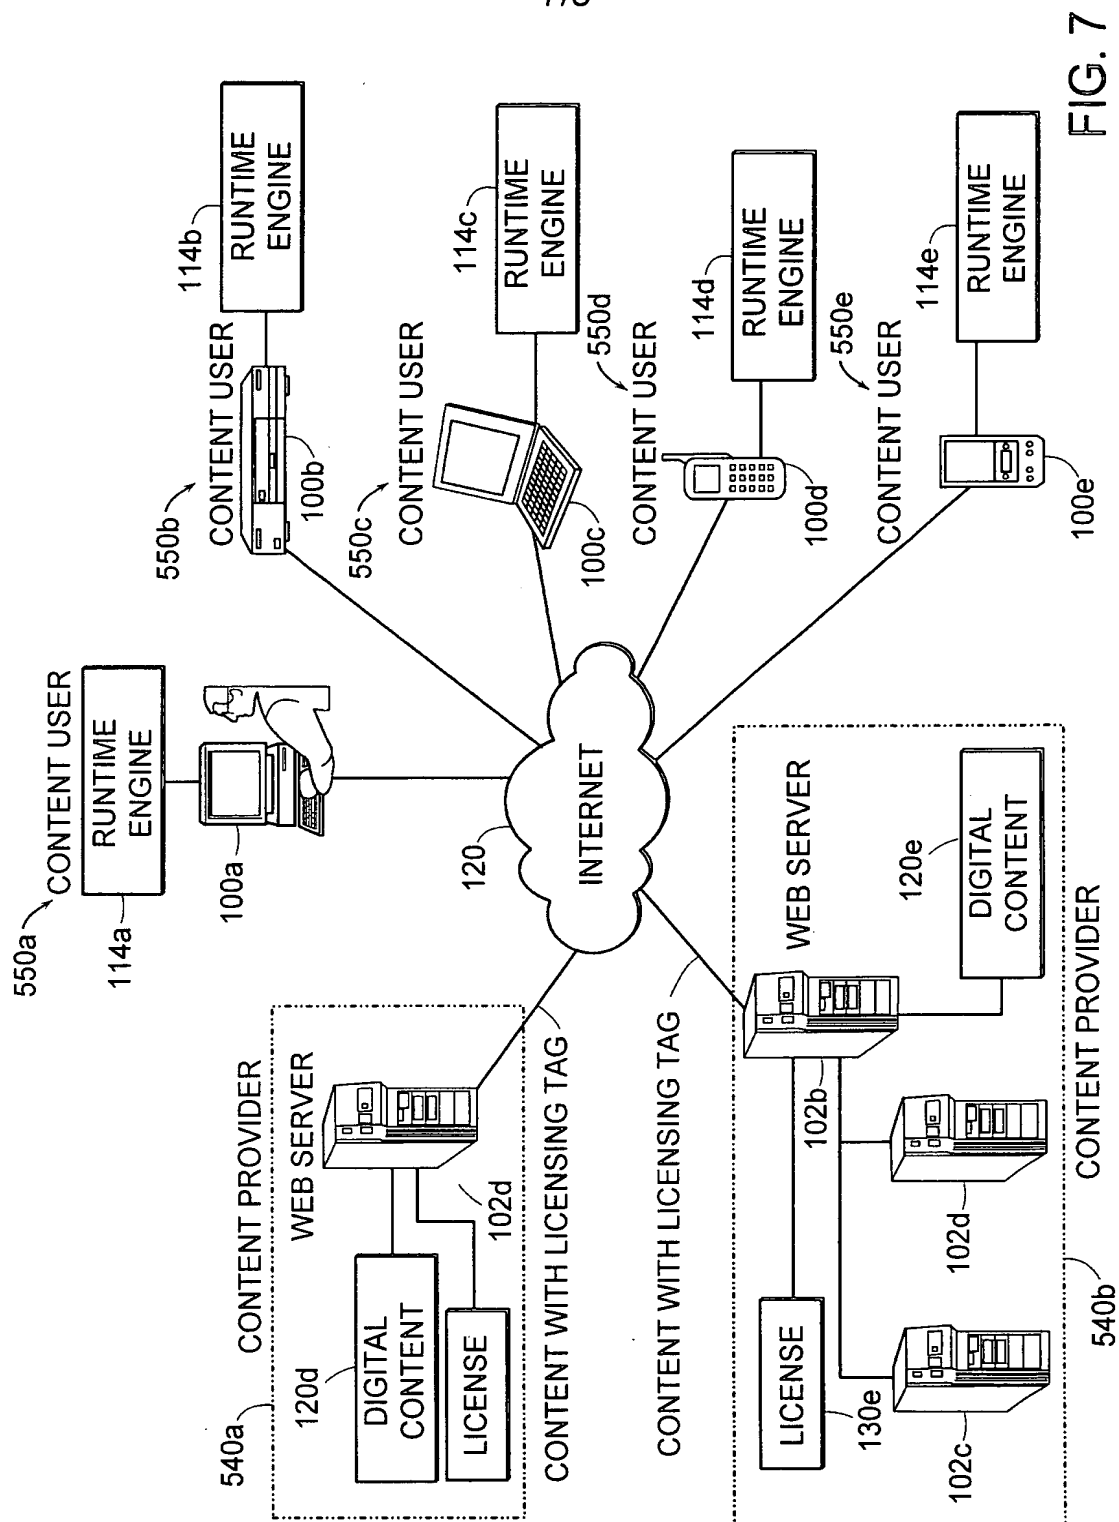 540a
CONTENT PROVIDER
WEB SERVER
120d
DIGITAL
CONTENT
LICENSE
102d
CONTENT WITH LICENSING TAG
550a
CONTENT USER
114a
RUNTIME
ENGINE
100a
550b
CONTENT USER
114b
RUNTIME
ENGINE
100b
550c
CONTENT USER
114c
RUNTIME
ENGINE
100c
120
INTERNET
550d
CONTENT USER
114d
RUNTIME
ENGINE
100d
550e
CONTENT USER
114e
RUNTIME
ENGINE
100e
CONTENT WITH LICENSING TAG
WEB SERVER
LICENSE
130e
102b
120e
DIGITAL
CONTENT
102c
102d
540b
CONTENT PROVIDER
FIG. 7